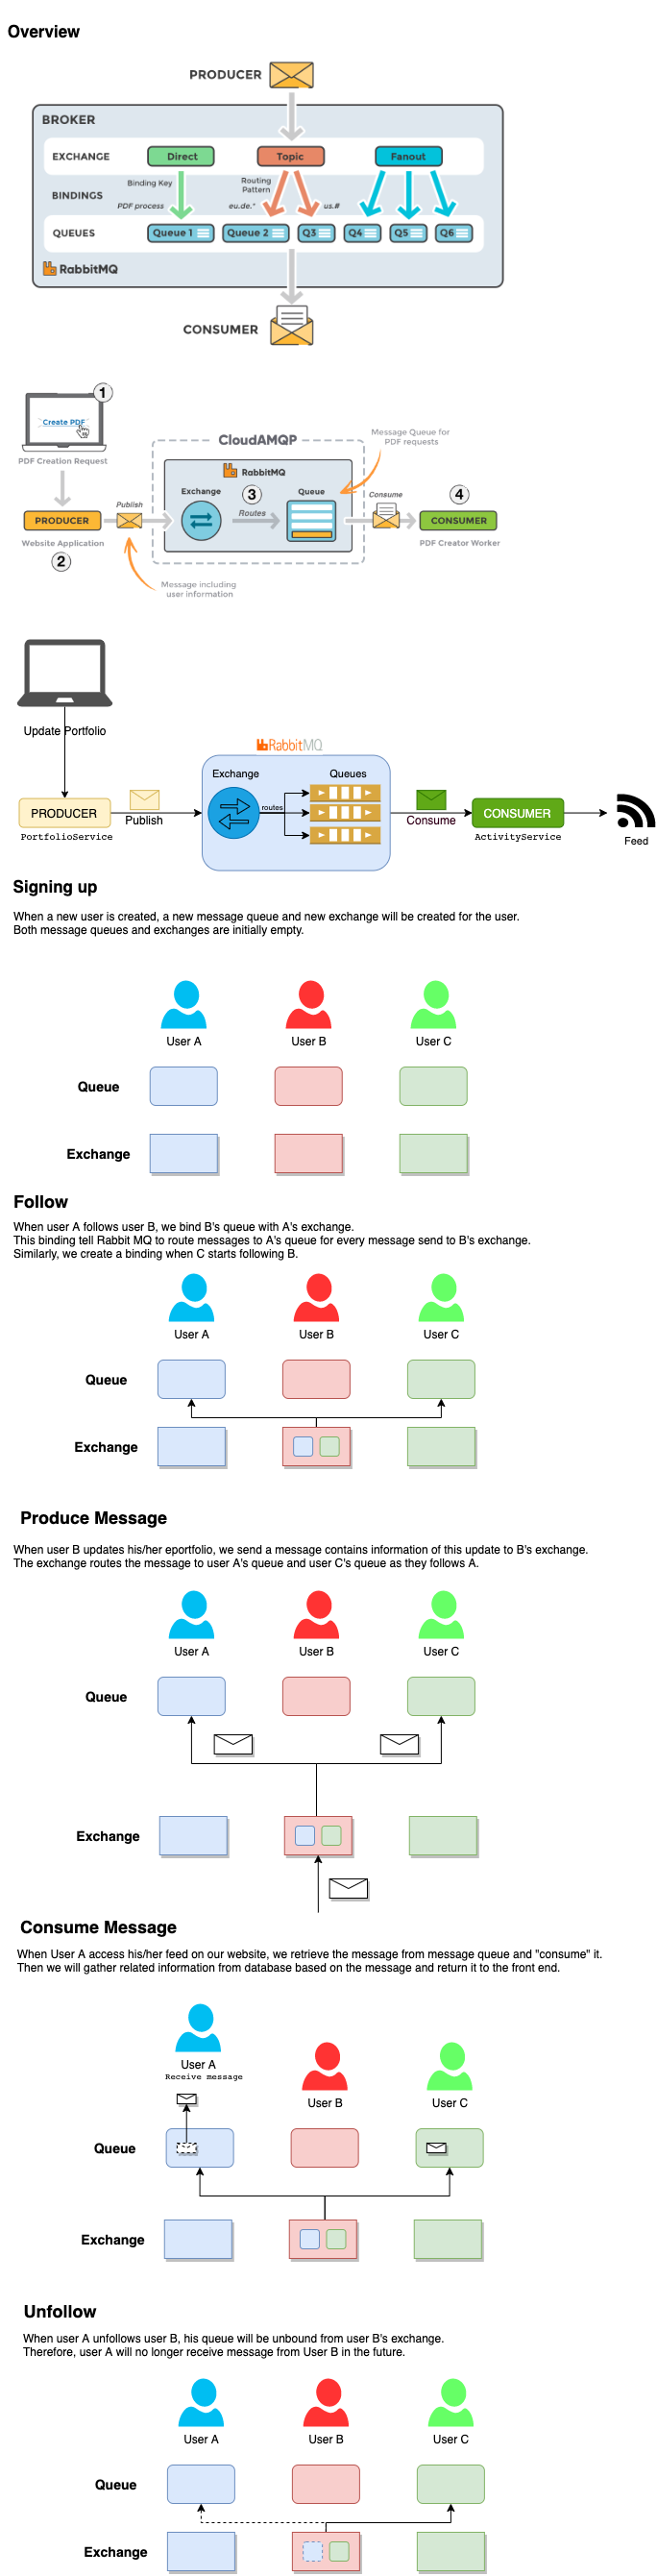 Overview
PRODUCER
BROKER
EXCHANGE
Direct
Topic
Fanout
Binding Key
Routing
Pattern
BINDINGS
PDF process
eu.de.*
us.#
QUEUES
Queue 1
Queue 2
Q3
Q4
Q5
Q6
RabbitMQ
CONSUMER
1
Create PDF
PDF Creation Request
CloudAMQP
Message Queue for
PDF requests
RabbitMQ
Exchange
3
Queue
Routes
Publish
Consume
4
PRODUCER
CONSUMER
Website Application
PDF Creator Worker
2
Message including
user information
Update Portfolio
RabbitMQ
Exchange
Queues
routes
PRODUCER
Publish
Consume
CONSUMER
PortfolioService
ActivityService
Feed
Signing up
When a new user is created, a new message queue and new exchange will be created for the user.
Both message queues and exchanges are initially empty.
User A
User B
User C
Queue
Exchange
Follow
When user A follows user B, we bind B's queue with A's exchange.
This binding tell Rabbit MQ to route messages to A's queue for every message send to B's exchange.
Similarly, we create a binding when C starts following B.
User A
User B
User C
Queue
Exchange
Produce Message
When user B updates his/her eportfolio, we send a message contains information of this update to B's exchange.
The exchange routes the message to user A's queue and user C's queue as they follows A.
User A
User B
User C
Queue
Exchange
Consume Message
When User A access his/her feed on our website, we retrieve the message from message queue and "consume" it.
Then we will gather related information from database based on the message and return it to the front end.
User A
Receive message
User B
User C
Queue
Exchange
Unfollow
When user A unfollows user B, his queue will be unbound from user B's exchange.
Therefore, user A will no longer receive message from User B in the future.
User A
User B
User C
Queue
Exchange